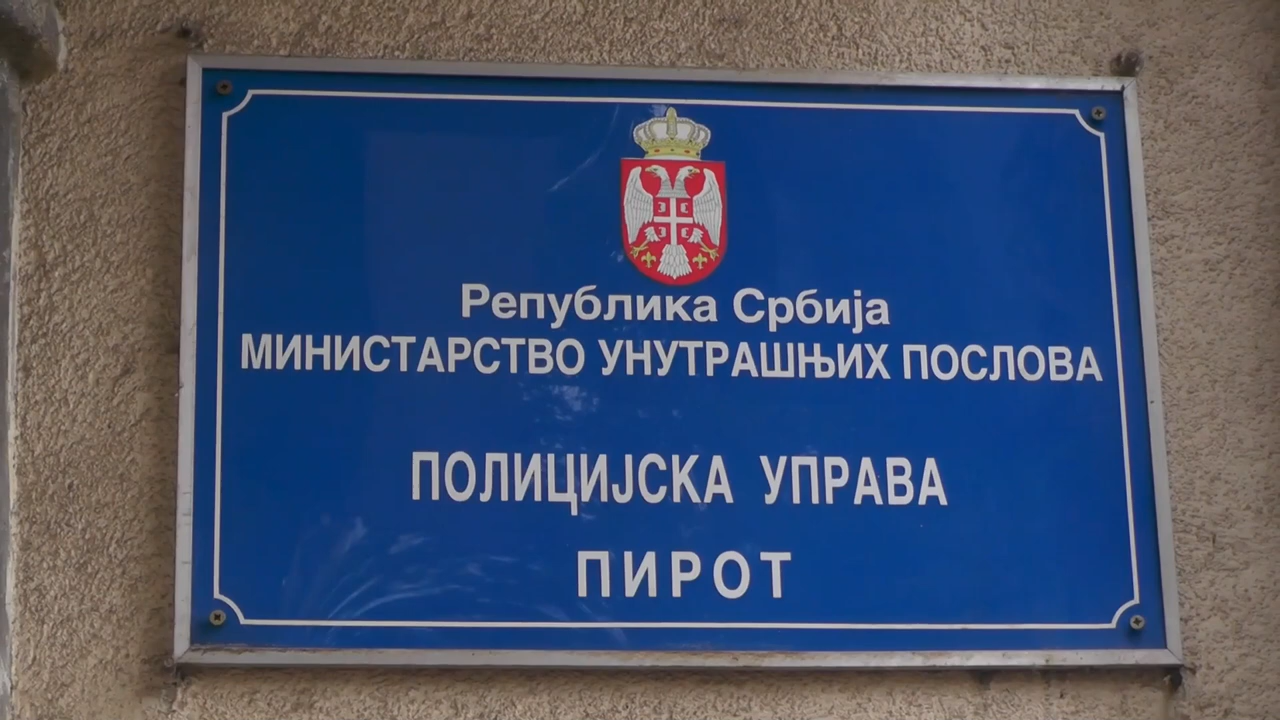 Република Србија
МИНИСТАРСТВО УНУТРАШЊИХ ПОСЛОВА
ПОЛИЦИЈСКА УПРАВА
ПИРОТ